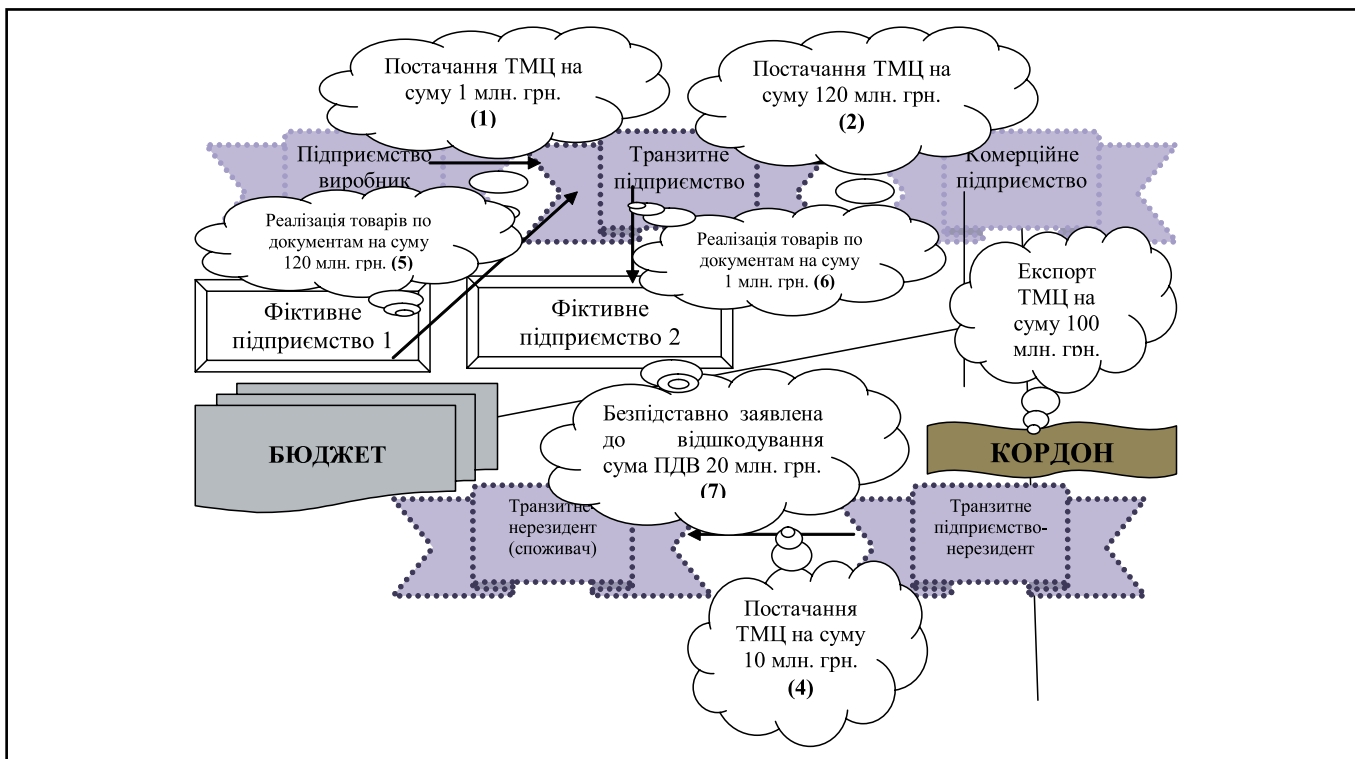 Постачання ТМЦ на
суму 1 млн. грн.
(1)
Постачання ТМЦ на
суму 120 млн. грн.
(2)
Підприємство
виробник
Транзитне
підприємство
Комерційне
підприємство
Реалізація товарів по
документам на суму
120 млн. грн. (5)
Реалізація товарів по
документам на суму
1 млн. грн. (6)
Експорт
ТМЦ на
суму 100
млн. грн.
Фіктивне
підприємство 1
Фіктивне
підприємство 2
БЮДЖЕТ
Безпідставно заявлена
до відшкодування
сума ПДВ 20 млн. грн.
(7)
КОРДОН
Транзитне-
нерезидент
(споживач)
Транзитне
підприємство-
нерезидент
Постачання
ТМЦ на суму
10 млн. грн.
(4)